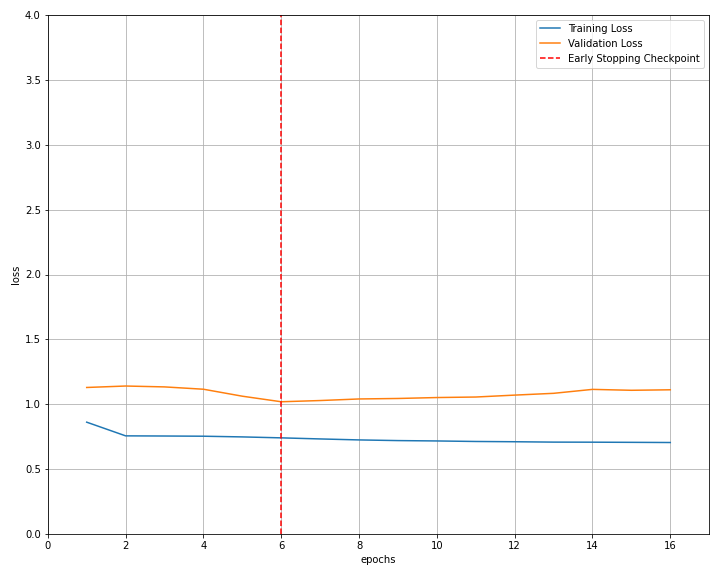 4.0
3.5
3.0
2.5
2.0
1.5
1.0
0.5
0.0
loss
0 2 4 6 8 10 12 14 16
epochs
Training Loss
Validation Loss
Early Stopping Checkpoint